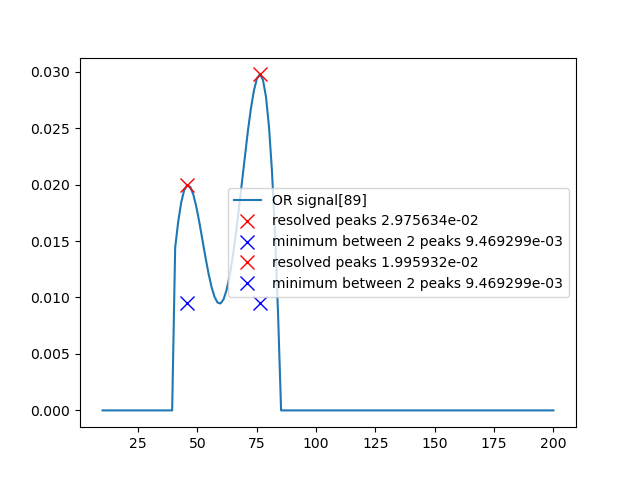 0.030
0.025
0.020
0.015
0.010
0.005
0.000
OR signal[89]
resolved peaks 2.975634e-02
minimum between 2 peaks 9.469299e-03
resolved peaks 1.995932e-02
minimum between 2 peaks 9.469299e-03
25 50 75 100 125 150 175 200